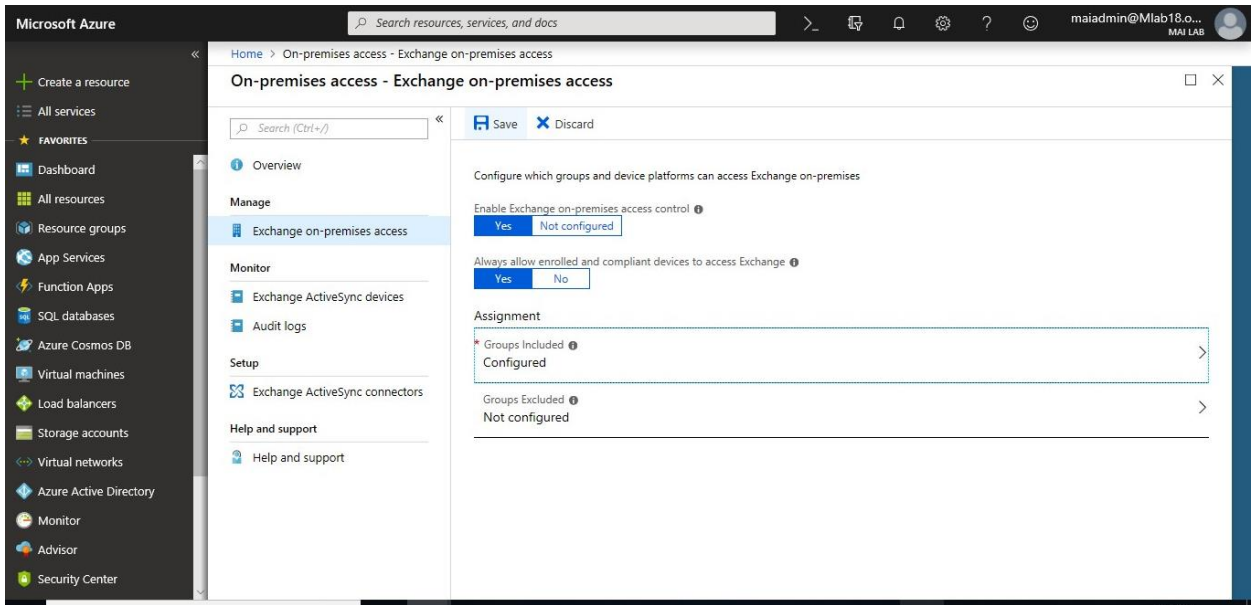 Microsoft Azure
Search resources, services, and docs
maiadmin@Mlab18.o...
MAI LAB
Home > On-premises access - Exchange on-premises access
On-premises access - Exchange on-premises access
Create a resource
All services
FAVORITES
Dashboard
All resources
Resource groups
App Services
Function Apps
SQL databases
Azure Cosmos DB
Virtual machines
Load balancers
Storage accounts
Virtual networks
Azure Active Directory
Monitor
Advisor
Security Center
Search (Ctrl+/)
Overview
Manage
Exchange on-premises access
Monitor
Exchange ActiveSync devices
Audit logs
Setup
Exchange ActiveSync connectors
Help and support
Help and support
Save Discard
Configure which groups and device platforms can access Exchange on-premises
Enable Exchange on-premises access control
Yes Not configured
Always allow enrolled and compliant devices to access Exchange
Yes No
Assignment
* Groups Included
Configured
Groups Excluded
Not configured